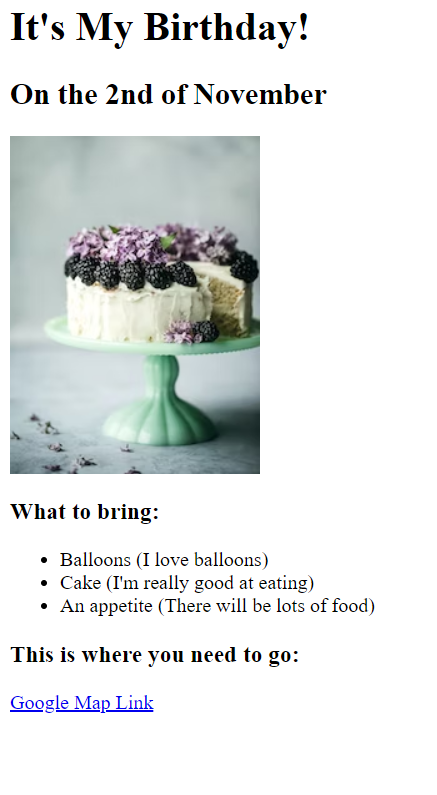 It's My Birthday!
On the 2nd of November
What to bring:
Balloons (I love balloons)
Cake (I'm really good at eating)
An appetite (There will be lots of food)
This is where you need to go:
Google Map Link